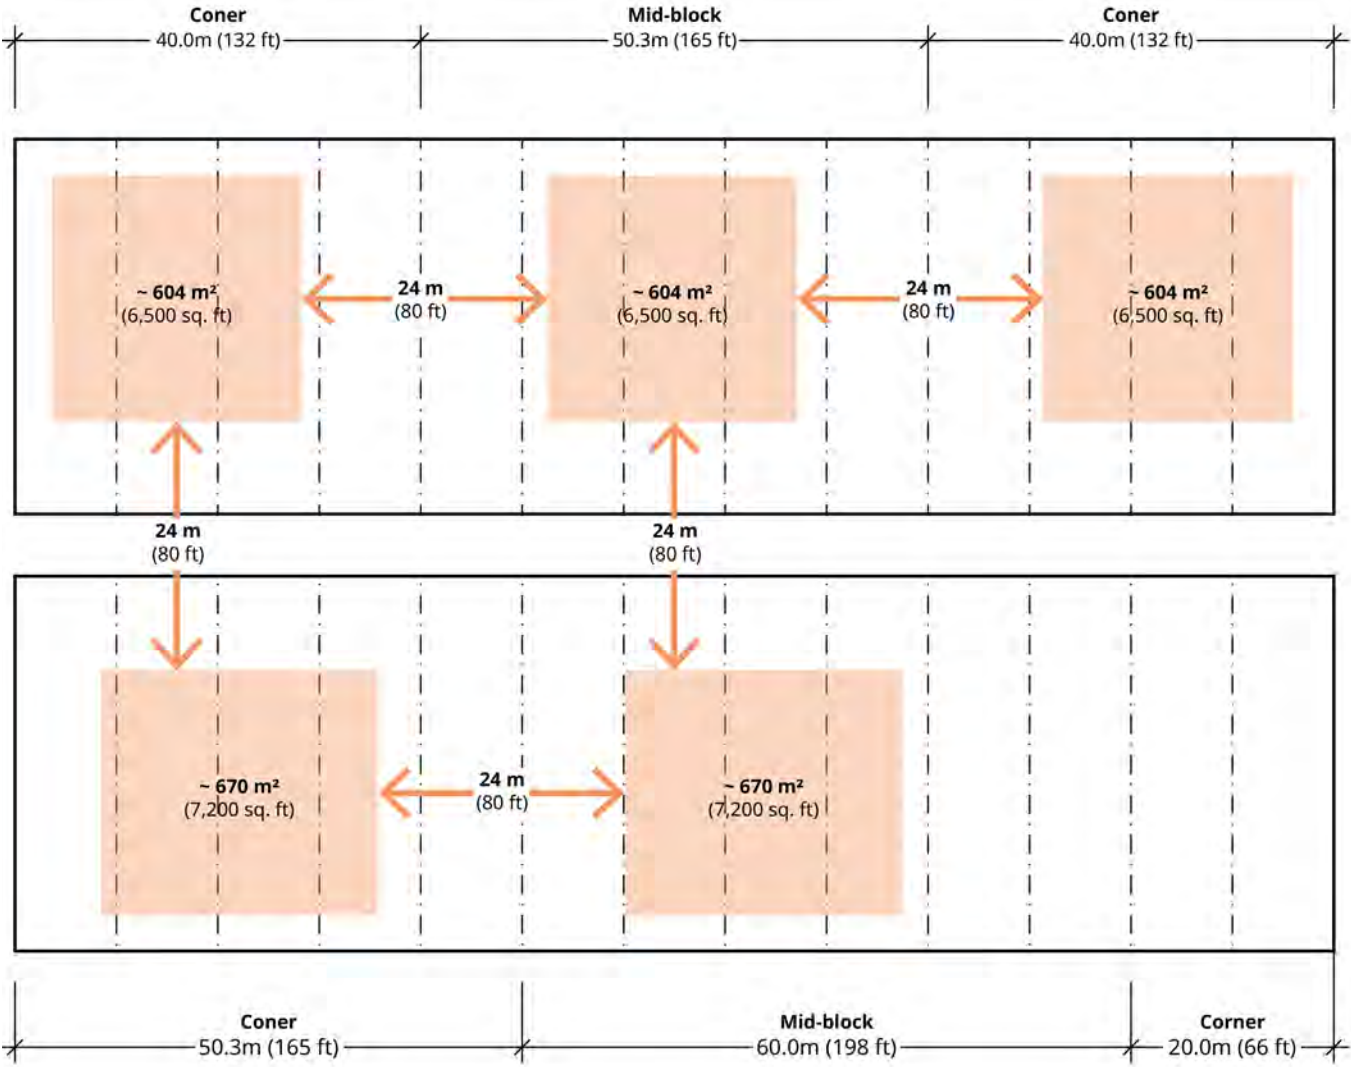 Coner
40.0m (132 ft)
Mid-block
50.3m (165 ft)
Coner
40.0m (132 ft)
~ 604 m²
(6,500 sq. ft)
24 m
(80 ft)
~ 604 m²
(6,500 sq. ft)
24 m
(80 ft)
~ 604 m²
(6,500 sq. ft)
24 m
(80 ft)
24 m
(80 ft)
~ 670 m²
(7,200 sq. ft)
24 m
(80 ft)
~ 670 m²
(7,200 sq. ft)
Coner
50.3m (165 ft)
Mid-block
60.0m (198 ft)
Corner
20.0m (66 ft)